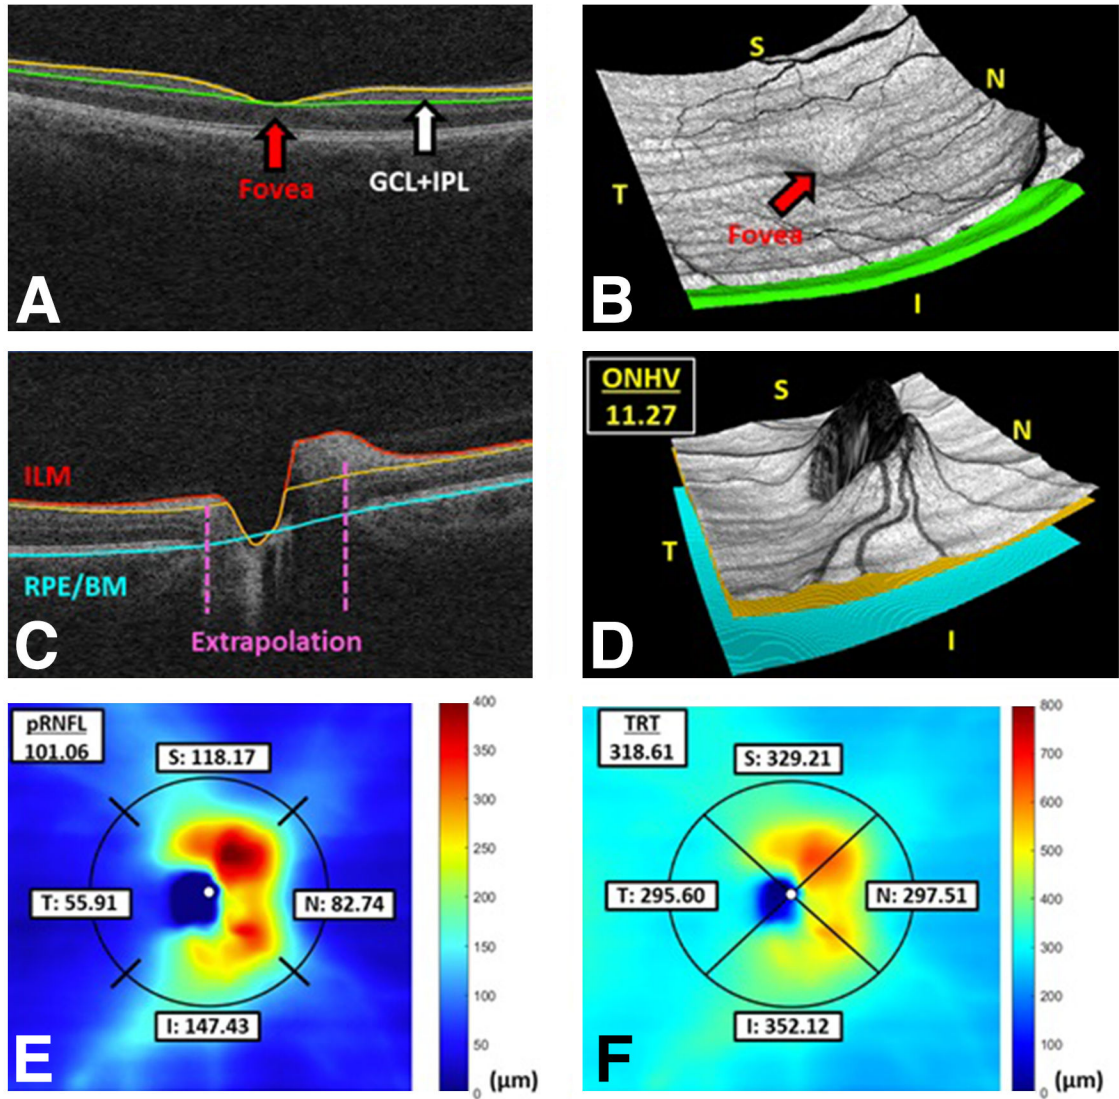 Fovea
GCL+IPL
A
S
N
T
Fovea
I
B
ILM
RPE/BM
Extrapolation
C
ONHV
11.27
S
N
T
I
D
pRNFL
101.06
S: 118.17
T: 55.91
N: 82.74
I: 147.43
E
400
350
300
250
200
150
100
50
0
(μm)
TRT
318.61
S: 329.21
T: 295.60
N: 297.51
I: 352.12
F
800
700
600
500
400
300
200
100
0
(μm)